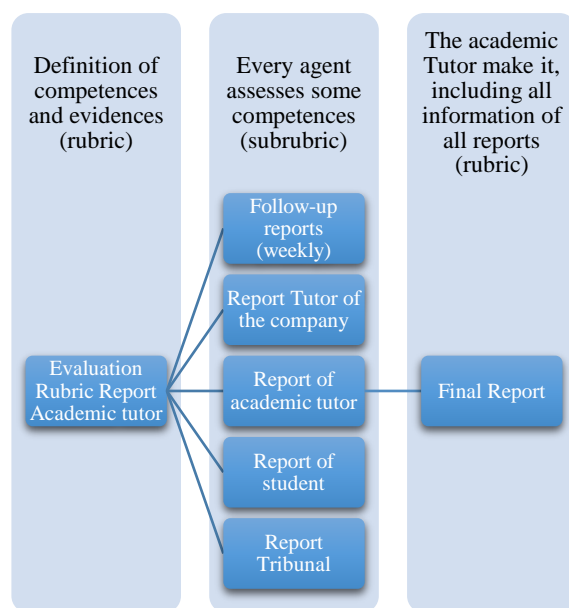 Definition of
competences
and evidences
(rubric)
Every agent
assesses some
competences
(subrubric)
The academic
Tutor make it,
including all
information of
all reports
(rubric)
Evaluation
Rubric Report
Academic tutor
Follow-up
reports
(weekly)
Report Tutor of
the company
Report of
academic tutor
Report of
student
Report
Tribunal
Final Report